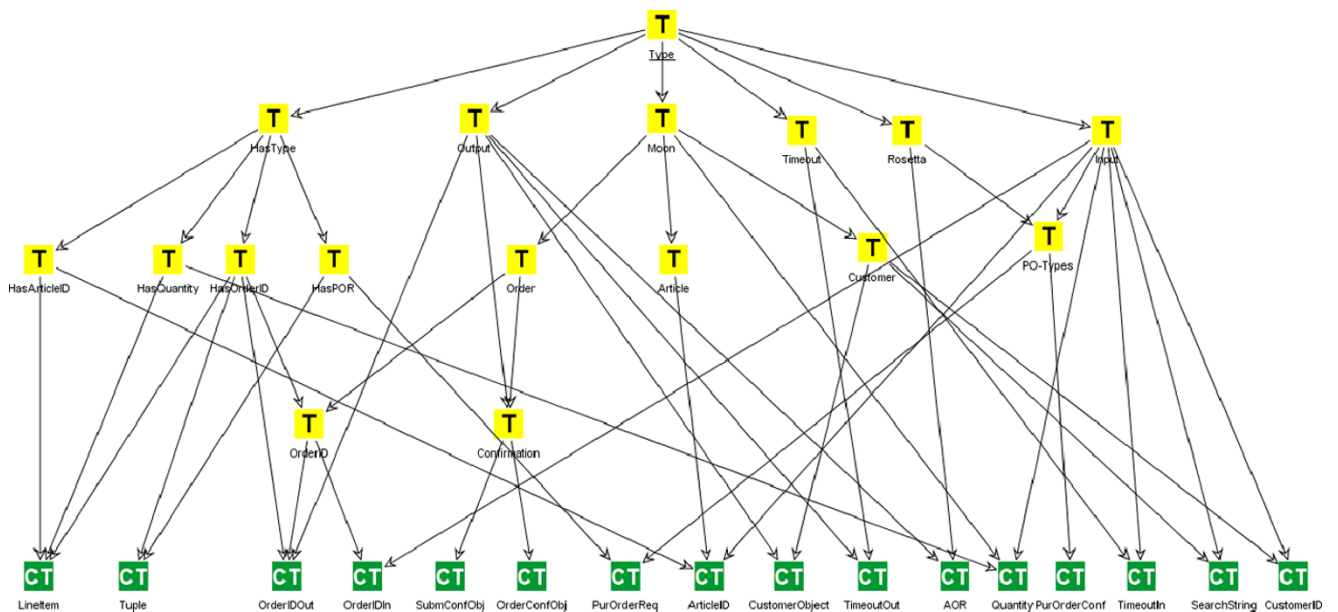 T
Type
T T T T T T
HasType Output Moon Timeout Rosetta Input
T T T T T T T T
HasArticleID HasQuantity HasOrderID HasPOR Order Article Customer PO-Types
T T
OrderID Confirmation
CT CT CT CT CT CT CT CT CT CT CT CT CT CT CT CT
LineItem Tuple OrderIDOut OrderIDIn SubmConfObj OrderConfObj PurOrderReq ArticleID CustomerObject TimeoutOut AOR Quantity PurOrderConf TimeoutIn SearchString CustomerID